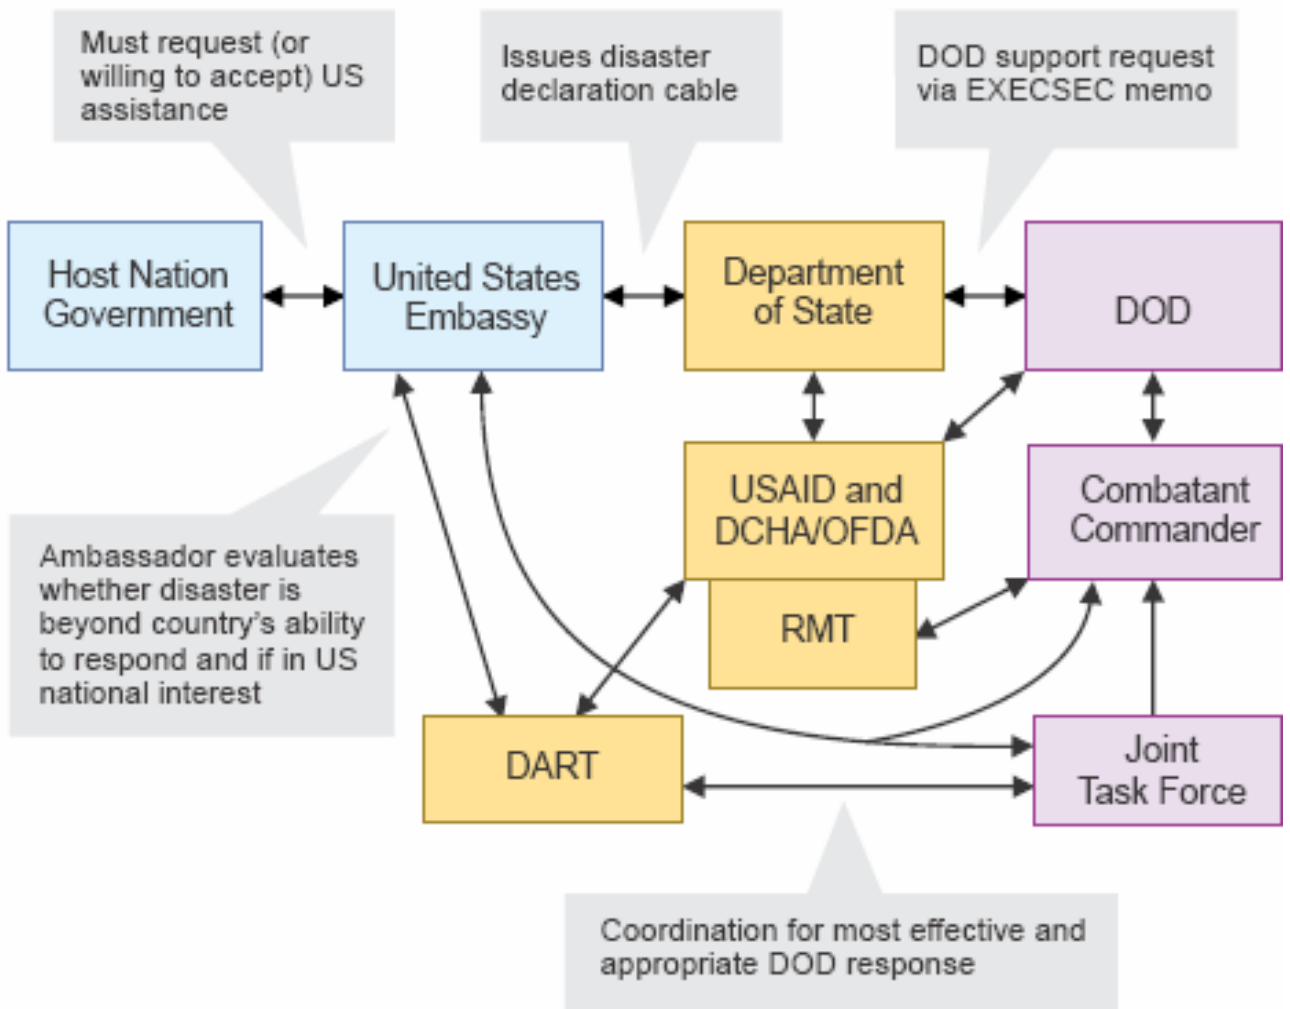 Must request (or
willing to accept) US
assistance
Issues disaster
declaration cable
DOD support request
via EXECSEC memo
Host Nation
Government
United States
Embassy
Department
of State
DOD
USAID and
DCHA/OFDA
Combatant
Commander
Ambassador evaluates
whether disaster is
beyond country's ability
to respond and if in US
national interest
RMT
DART
Joint
Task Force
Coordination for most effective and
appropriate DOD response